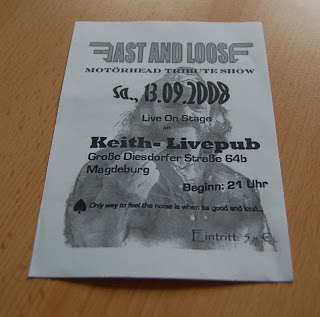 FAST AND LOOSE
MOTÖRHEAD TRIBUTE SHOW
Sa., 13.09.2008
Live On Stage
im
Keith- Livepub
Große Diesdorfer Straße 64b
Magdeburg
Beginn: 21 Uhr
Only way to feel the noise is when its good and loud...
Eintritt: 5,- €